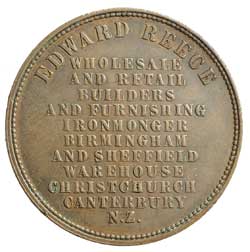 EDWARD REECE
WHOLESALE
AND RETAIL
BUILDERS
AND FURNISHING
IRONMONGER
BIRMINGHAM
AND SHEFFIELD
WAREHOUSE
CHRISTCHURCH
CANTERBURY
N.Z.